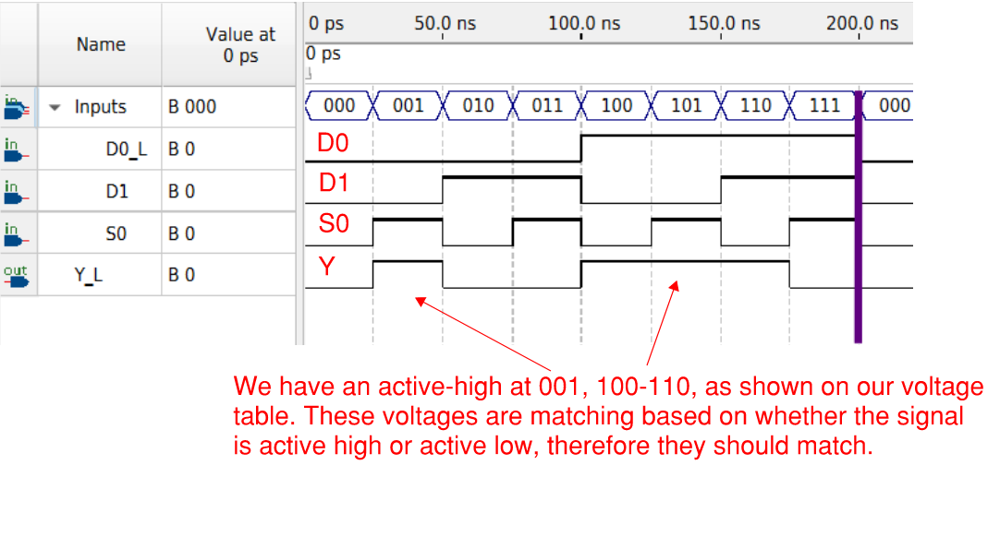 Name Value at 0 ps
0 ps 50.0 ns 100.0 ns 150.0 ns 200.0 ns
0 ps
in Inputs B 000 000 001 010 011 100 101 110 111 000
in D0_L B 0 D0
in D1 B 0 D1
in S0 B 0 S0
out Y_L B 0 Y
We have an active-high at 001, 100-110, as shown on our voltage
table. These voltages are matching based on whether the signal
is active high or active low, therefore they should match.